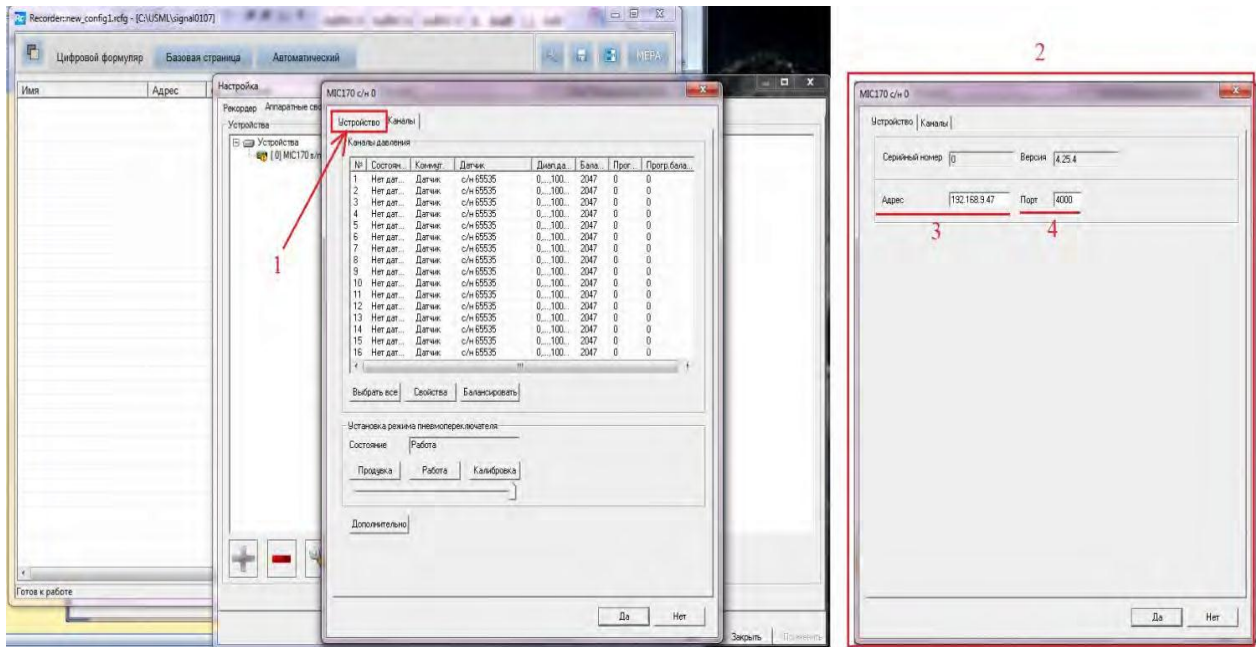 Recorder:new_config1.rcfg - [C:\USML\signal0107]
Цифровой формуляр Базовая страница Автоматический МЕРА
Имя Адрес
Готов к работе
Настройка
Рекордер Аппаратные сво
Устройства
Устройства
[ 0] MIC170 s/n
Закрыть Применить
MIC170 с/н 0
Устройство Каналы
Каналы давления
№ Состоян... Коммут... Датчик Диап.да... Бала... Прог... Прогр.бала...
1 Нет дат... Датчик с/н 65535 0,...,100... 2047 0 0
2 Нет дат... Датчик с/н 65535 0,...,100... 2047 0 0
3 Нет дат... Датчик с/н 65535 0,...,100... 2047 0 0
4 Нет дат... Датчик с/н 65535 0,...,100... 2047 0 0
5 Нет дат... Датчик с/н 65535 0,...,100... 2047 0 0
6 Нет дат... Датчик с/н 65535 0,...,100... 2047 0 0
7 Нет дат... Датчик с/н 65535 0,...,100... 2047 0 0
8 Нет дат... Датчик с/н 65535 0,...,100... 2047 0 0
9 Нет дат... Датчик с/н 65535 0,...,100... 2047 0 0
10 Нет дат... Датчик с/н 65535 0,...,100... 2047 0 0
11 Нет дат... Датчик с/н 65535 0,...,100... 2047 0 0
12 Нет дат... Датчик с/н 65535 0,...,100... 2047 0 0
13 Нет дат... Датчик с/н 65535 0,...,100... 2047 0 0
14 Нет дат... Датчик с/н 65535 0,...,100... 2047 0 0
15 Нет дат... Датчик с/н 65535 0,...,100... 2047 0 0
16 Нет дат... Датчик с/н 65535 0,...,100... 2047 0 0
Выбрать все Свойства Балансировать
Установка режима пневмопереключателя
Состояние Работа
Продувка Работа Калибровка
Дополнительно
Да Нет
1
2
MIC170 с/н 0
Устройство Каналы
Серийный номер 0 Версия 4.25.4
Адрес 192.168.9.47 Порт 4000
3 4
Да Нет